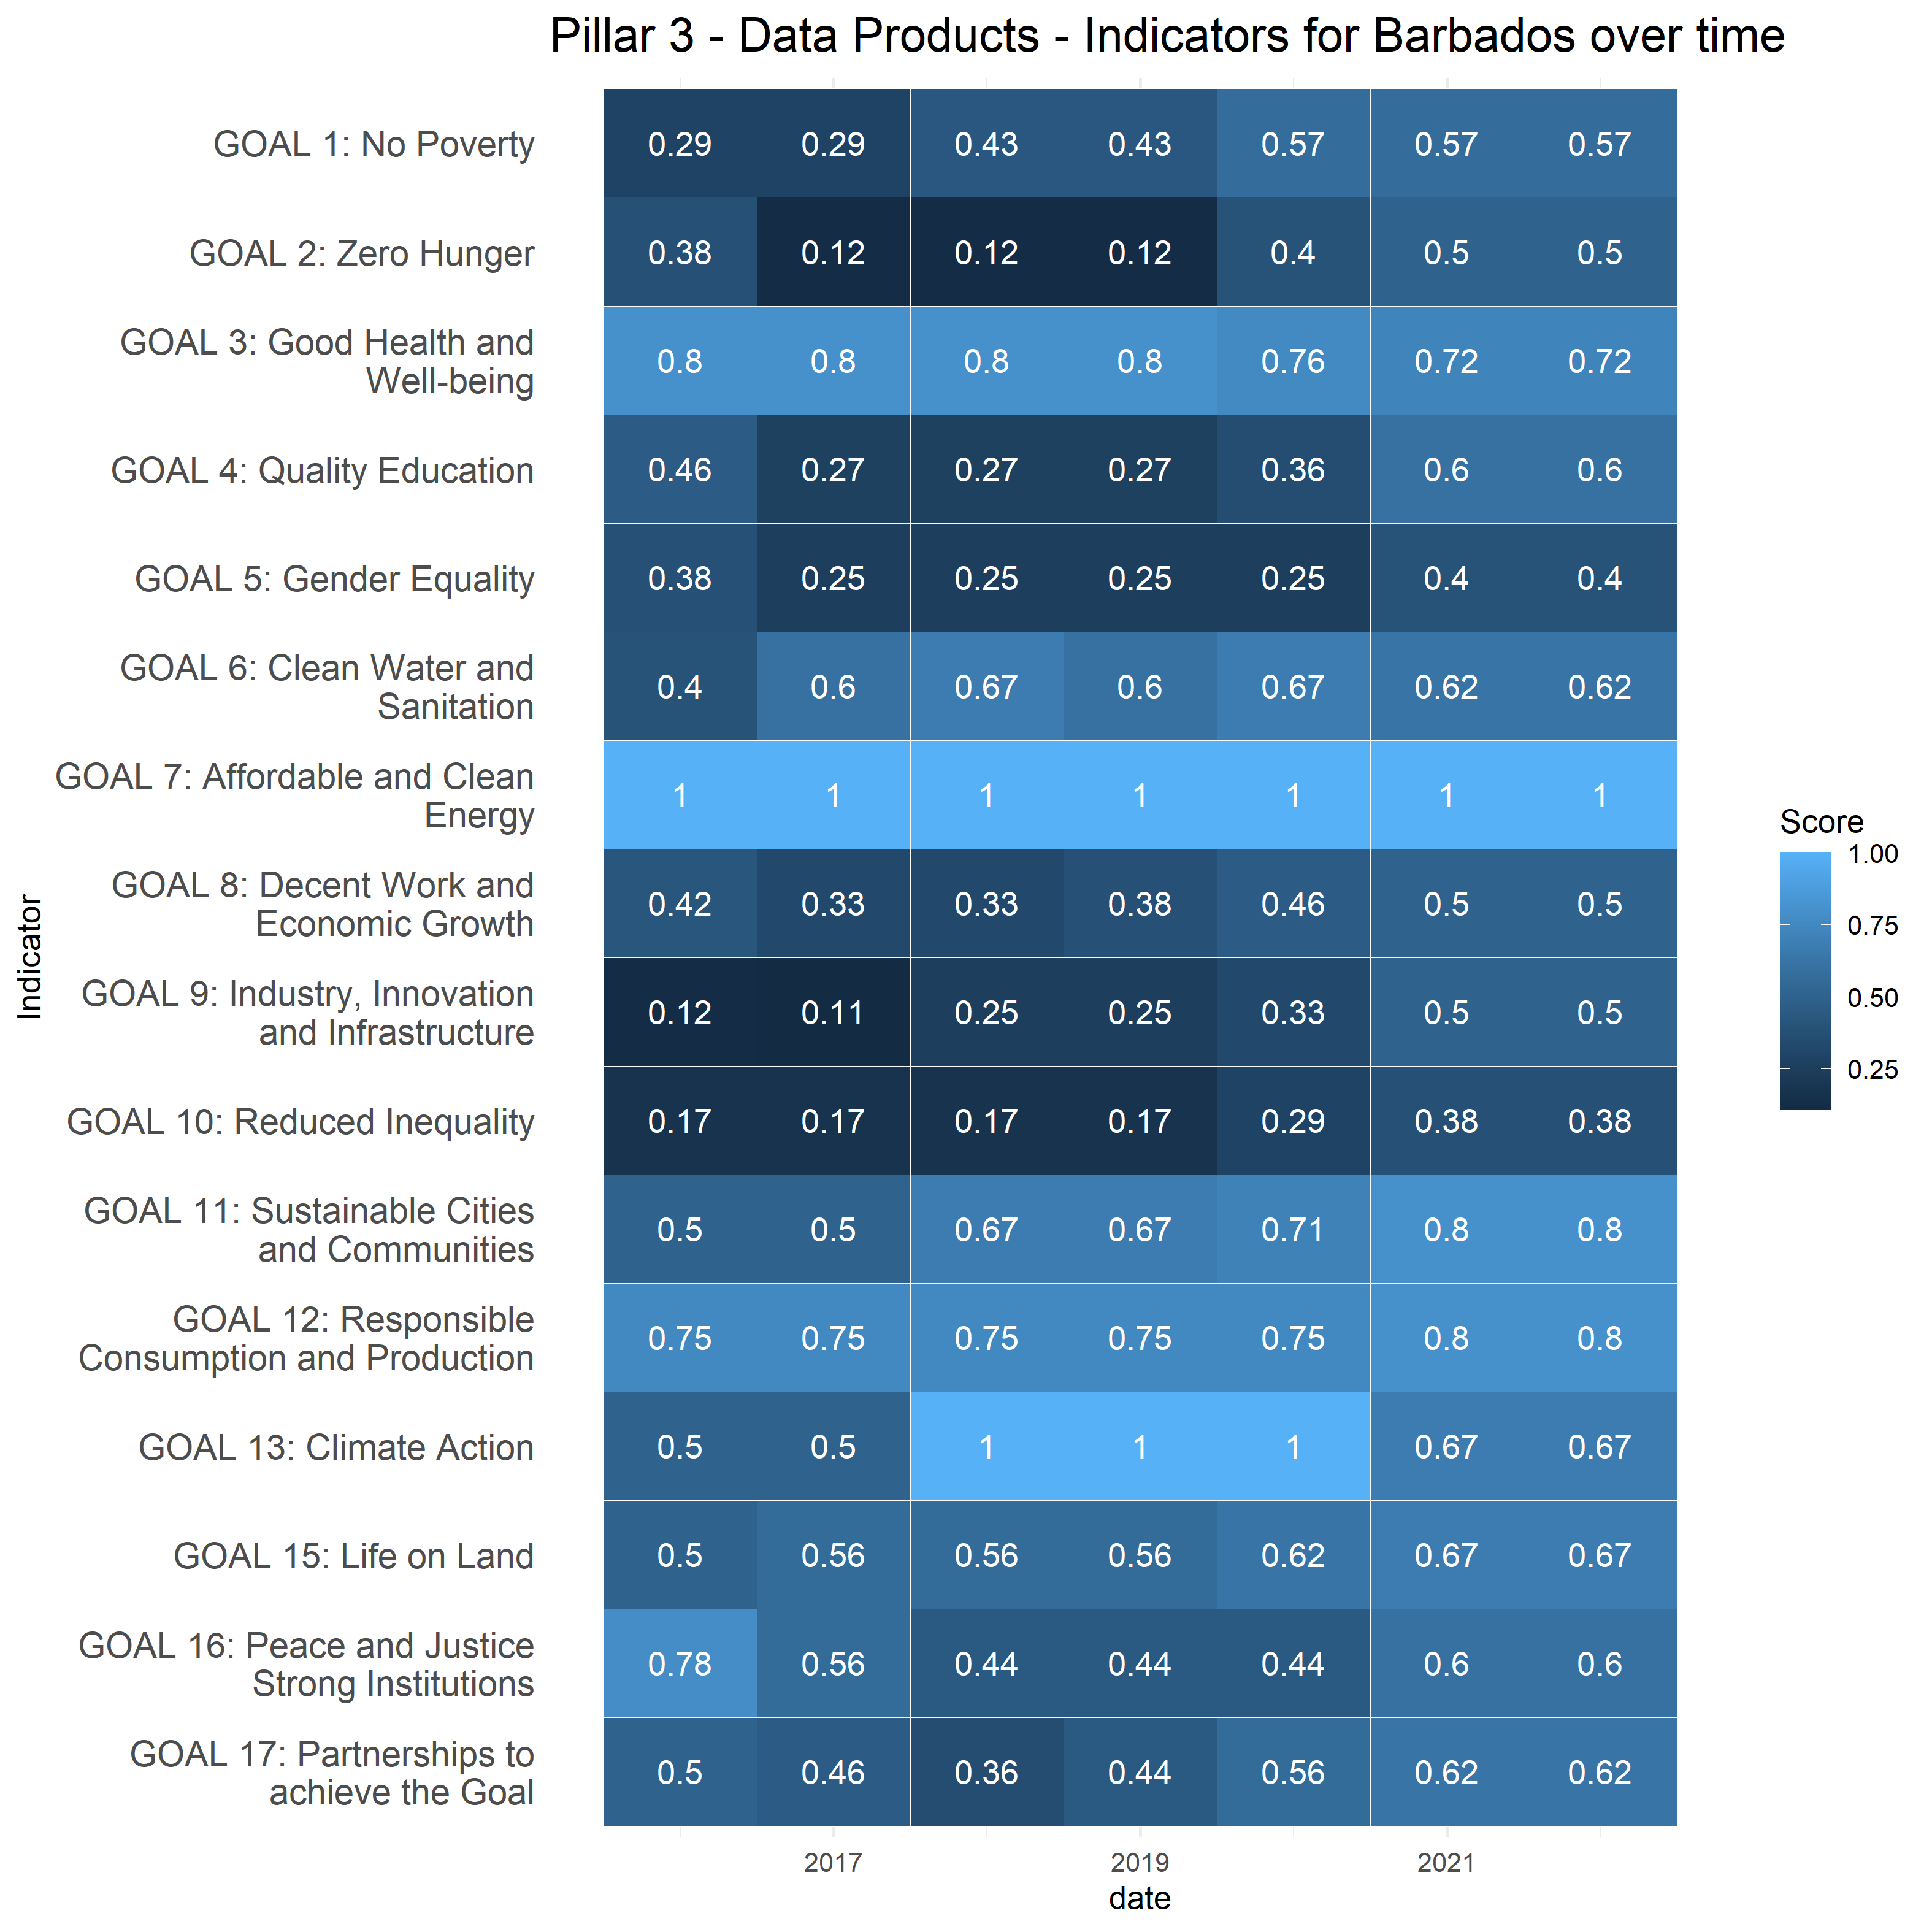 Pillar 3 - Data Products - Indicators for Barbados over time
GOAL 1: No Poverty 0.29 0.29 0.43 0.43 0.57 0.57 0.57
GOAL 2: Zero Hunger 0.38 0.12 0.12 0.12 0.4 0.5 0.5
GOAL 3: Good Health and
Well-being
0.8 0.8 0.8 0.8 0.76 0.72 0.72
GOAL 4: Quality Education 0.46 0.27 0.27 0.27 0.36 0.6 0.6
GOAL 5: Gender Equality 0.38 0.25 0.25 0.25 0.25 0.4 0.4
GOAL 6: Clean Water and
Sanitation
0.4 0.6 0.67 0.6 0.67 0.62 0.62
GOAL 7: Affordable and Clean
Energy
1 1 1 1 1 1 1
GOAL 8: Decent Work and
Economic Growth
0.42 0.33 0.33 0.38 0.46 0.5 0.5
GOAL 9: Industry, Innovation
and Infrastructure
0.12 0.11 0.25 0.25 0.33 0.5 0.5
GOAL 10: Reduced Inequality 0.17 0.17 0.17 0.17 0.29 0.38 0.38
GOAL 11: Sustainable Cities
and Communities
0.5 0.5 0.67 0.67 0.71 0.8 0.8
GOAL 12: Responsible
Consumption and Production
0.75 0.75 0.75 0.75 0.75 0.8 0.8
GOAL 13: Climate Action 0.5 0.5 1 1 1 0.67 0.67
GOAL 15: Life on Land 0.5 0.56 0.56 0.56 0.62 0.67 0.67
GOAL 16: Peace and Justice
Strong Institutions
0.78 0.56 0.44 0.44 0.44 0.6 0.6
GOAL 17: Partnerships to
achieve the Goal
0.5 0.46 0.36 0.44 0.56 0.62 0.62
2017 2019 2021
date
Indicator
Score
1.00
0.75
0.50
0.25